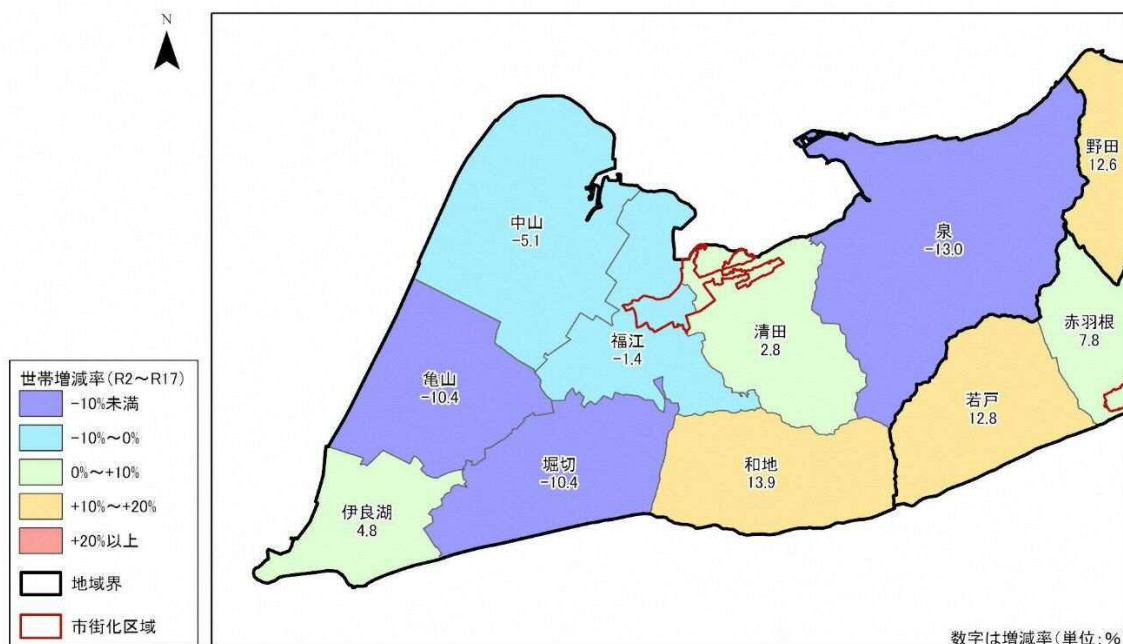 N
中山
-5.1
福江
-1.4
清田
2.8
泉
-13.0
野田
12.6
赤羽根
7.8
若戸
12.8
亀山
-10.4
堀切
-10.4
和地
13.9
伊良湖
4.8
世帯増減率(R2～R17)
-10%未満
-10%～0%
0%～+10%
+10%～+20%
+20%以上
地域界
市街化区域
数字は増減率(単位:%